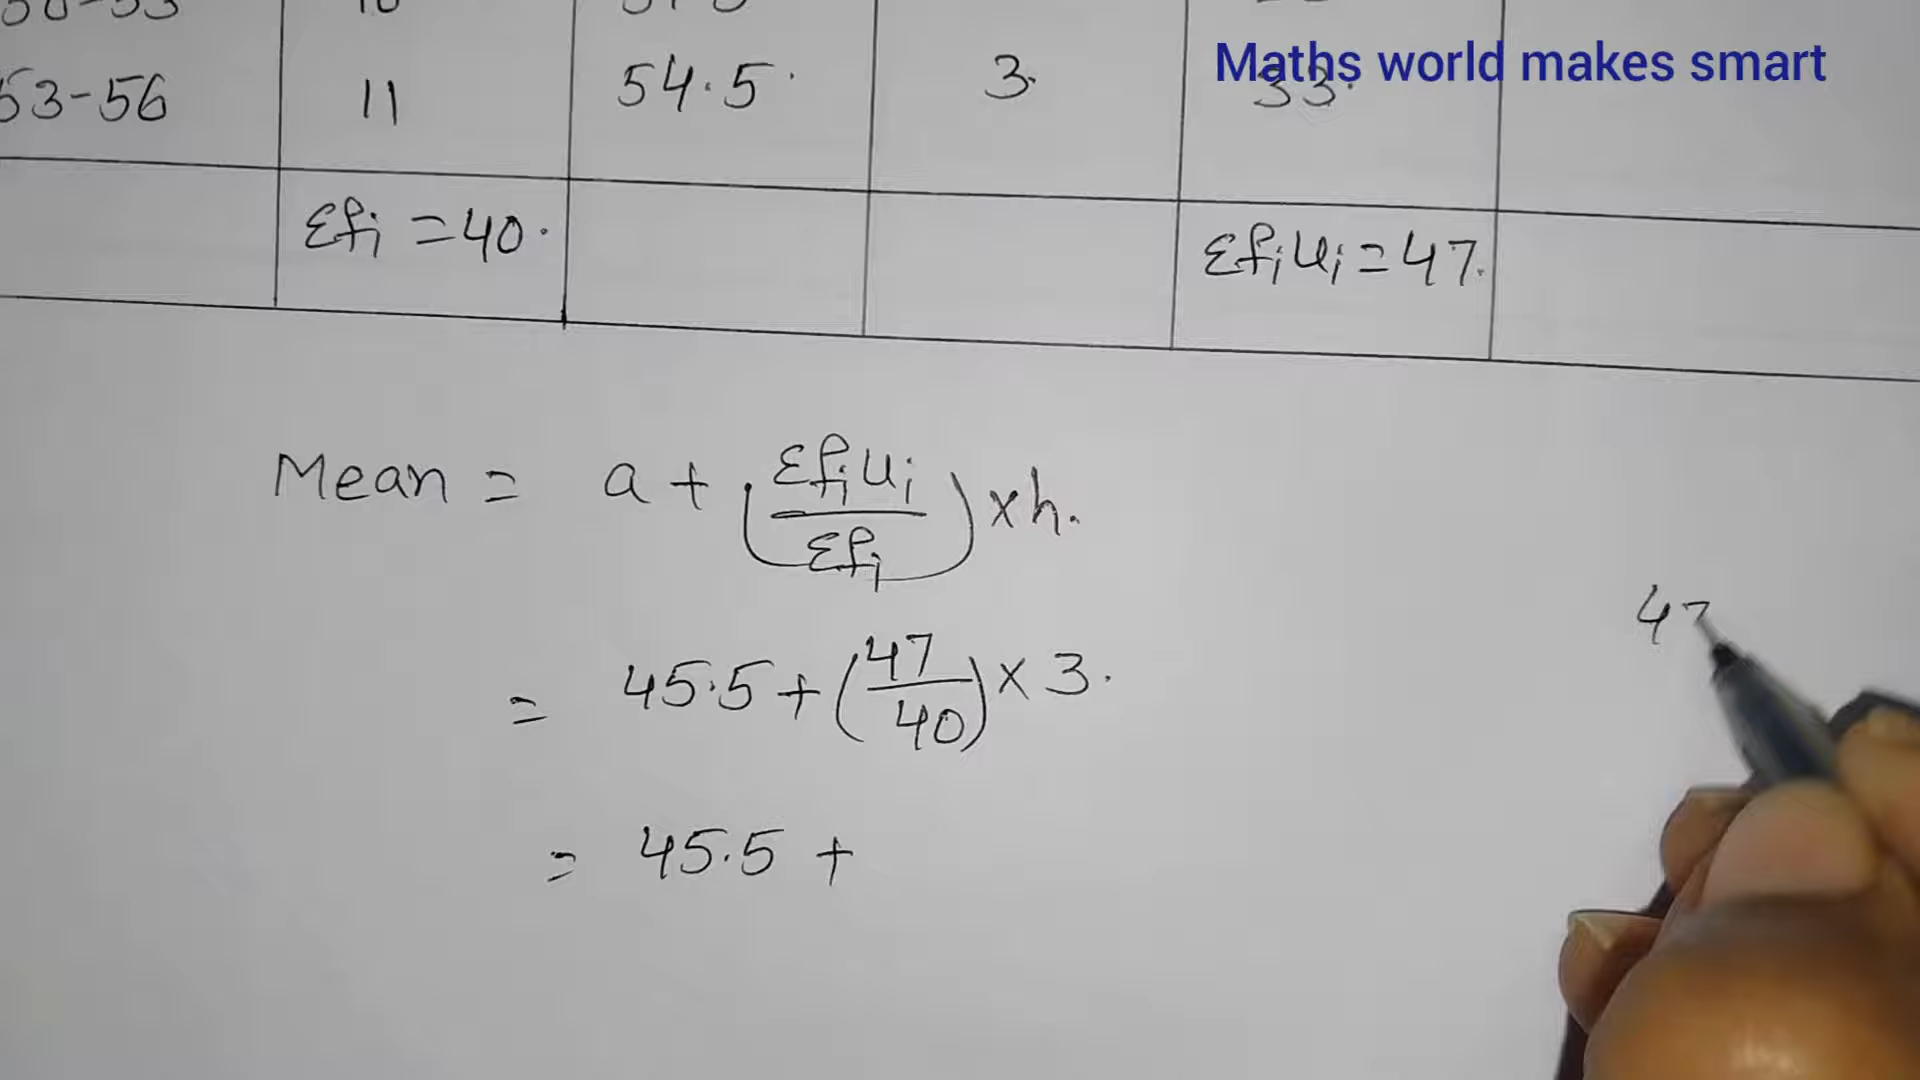 Maths world makes smart
53-56 11 54.5 3. 33.
Σfi = 40. Σfiui = 47.
Mean = a + (Σfiui / Σfi) x h.
= 45.5 + (47 / 40) x 3.
= 45.5 +
47